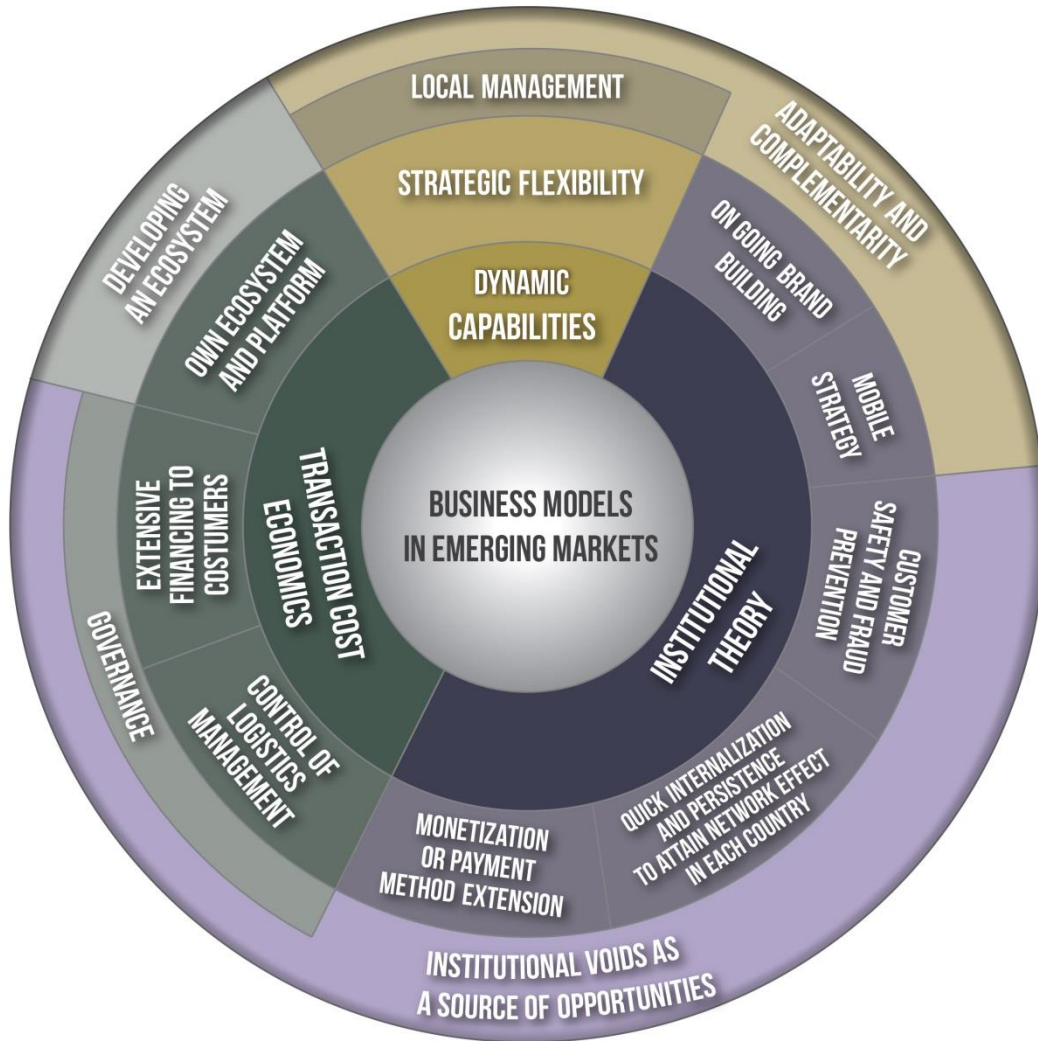 LOCAL MANAGEMENT
STRATEGIC FLEXIBILITY
DYNAMIC
CAPABILITIES
ADAPTABILITY AND
COMPLEMENTARITY
ON GOING BRAND
BUILDING
MOBILE
STRATEGY
CUSTOMER
SAFETY AND FRAUD
PREVENTION
INSTITUTIONAL
THEORY
QUICK INTERNALIZATION
AND PERSISTENCE
TO ATTAIN NETWORK EFFECT
IN EACH COUNTRY
MONETIZATION
OR PAYMENT
METHOD EXTENSION
INSTITUTIONAL VOIDS AS
A SOURCE OF OPPORTUNITIES
CONTROL OF
LOGISTICS
MANAGEMENT
GOVERNANCE
EXTENSIVE
FINANCING TO
COSTUMERS
TRANSACTION COST
ECONOMICS
OWN ECOSYSTEM
AND PLATFORM
DEVELOPING
AN ECOSYSTEM
BUSINESS MODELS
IN EMERGING MARKETS